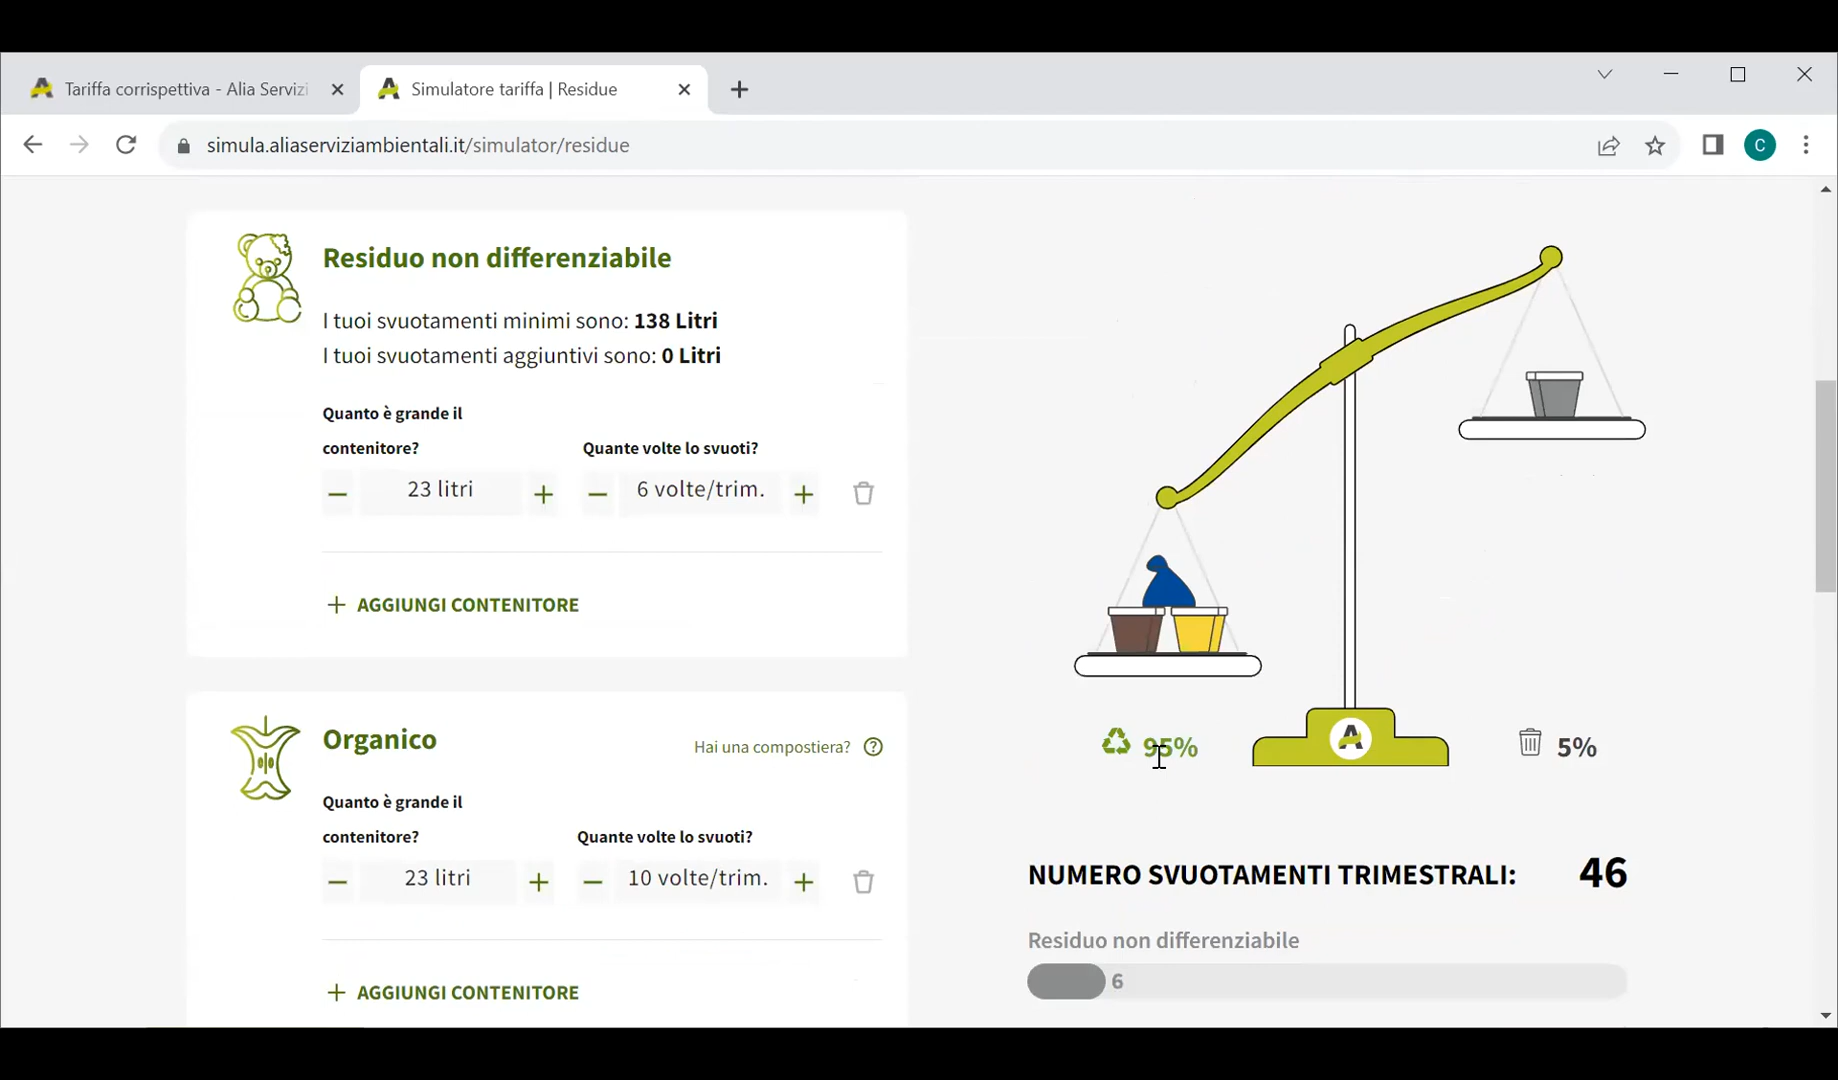 Tariffa corrispettiva - Alia Servizi
Simulatore tariffa | Residue
simula.aliaserviziambientali.it/simulator/residue
C
Residuo non differenziabile
I tuoi svuotamenti minimi sono: 138 Litri
I tuoi svuotamenti aggiuntivi sono: 0 Litri
Quanto è grande il
contenitore?
Quante volte lo svuoti?
23 litri
6 volte/trim.
AGGIUNGI CONTENITORE
Organico
Hai una compostiera?
Quanto è grande il
contenitore?
Quante volte lo svuoti?
23 litri
10 volte/trim.
AGGIUNGI CONTENITORE
95%
5%
NUMERO SVUOTAMENTI TRIMESTRALI: 46
Residuo non differenziabile
6